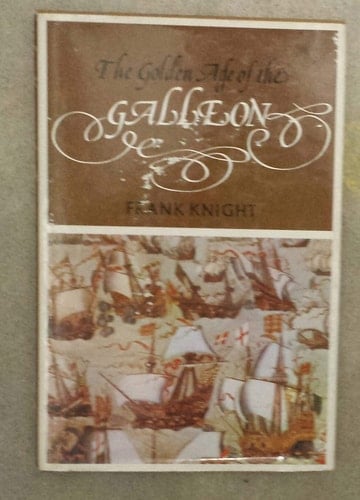 The Golden Age of the
GALLEON
FRANK KNIGHT